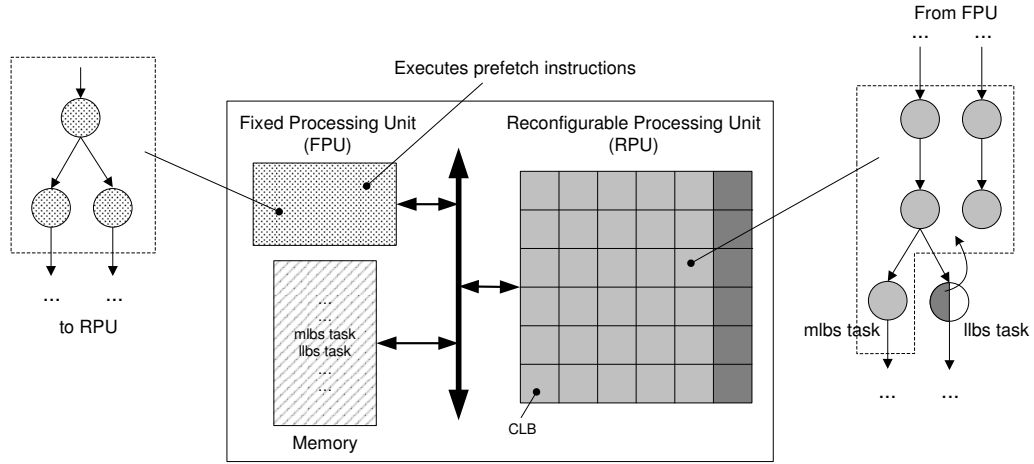 From FPU
... ...
Executes prefetch instructions
Fixed Processing Unit
(FPU)
Reconfigurable Processing Unit
(RPU)
... ...
to RPU
...
...
mlbs task
llbs task
...
...
Memory
CLB
mlbs task
llbs task
... ...